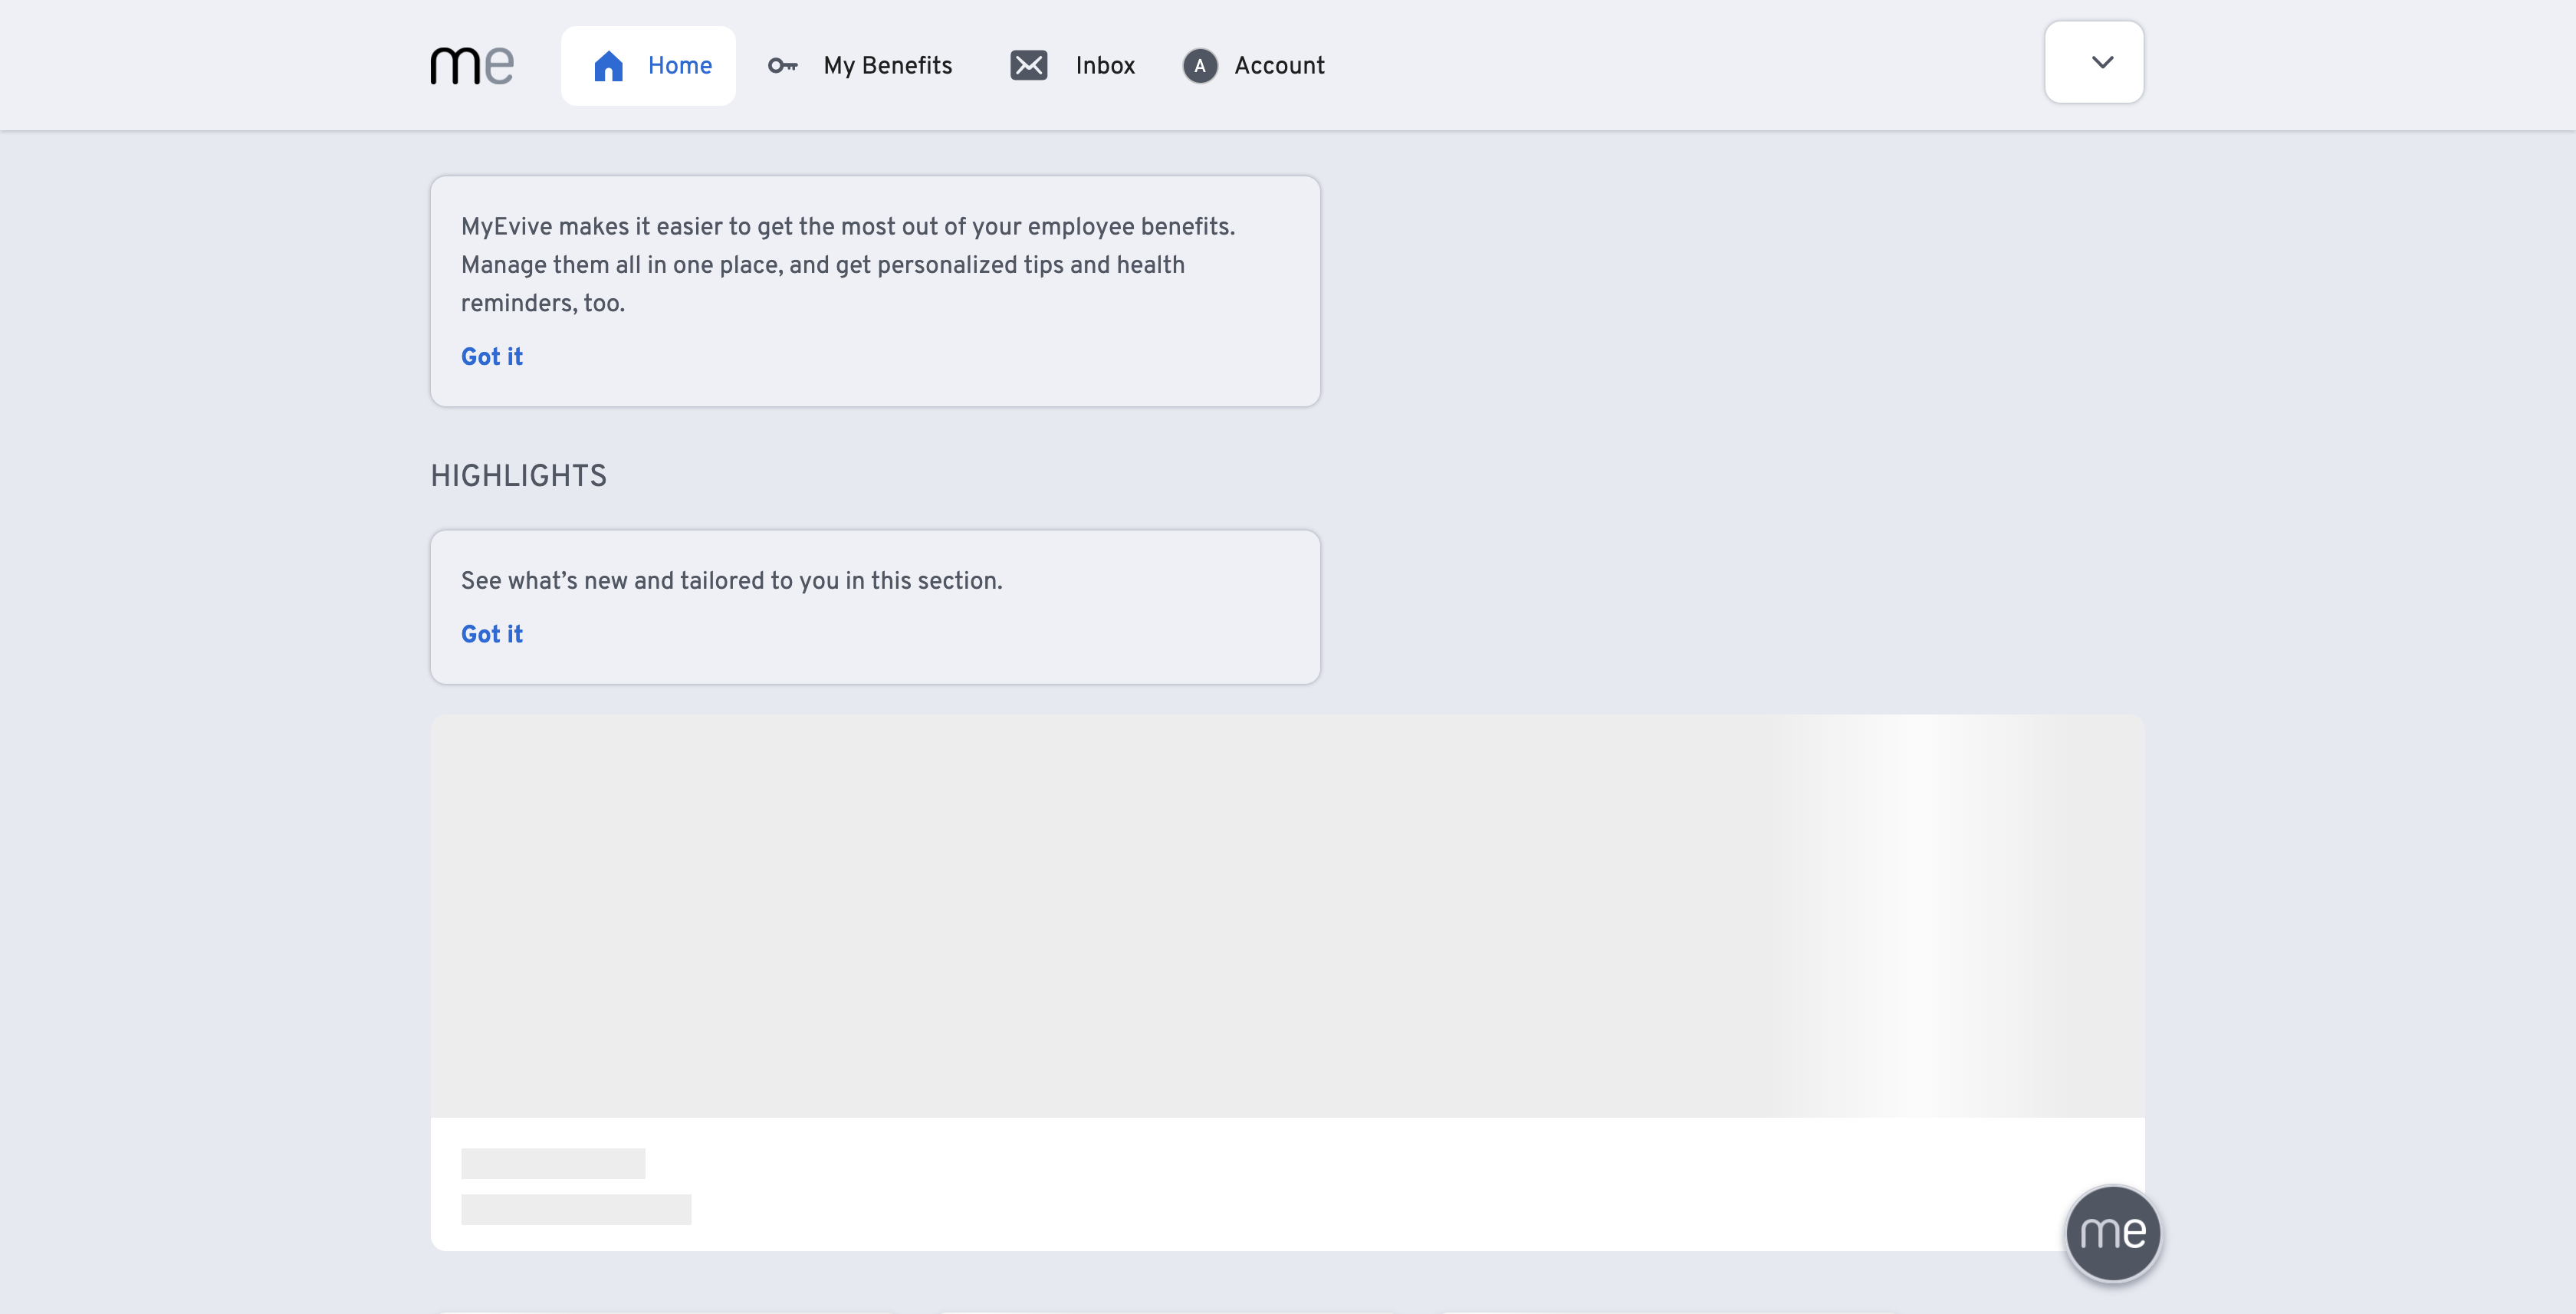 me
Home
My Benefits
Inbox
A
Account
MyEvive makes it easier to get the most out of your employee benefits.
Manage them all in one place, and get personalized tips and health
reminders, too.
Got it
HIGHLIGHTS
See what’s new and tailored to you in this section.
Got it
me